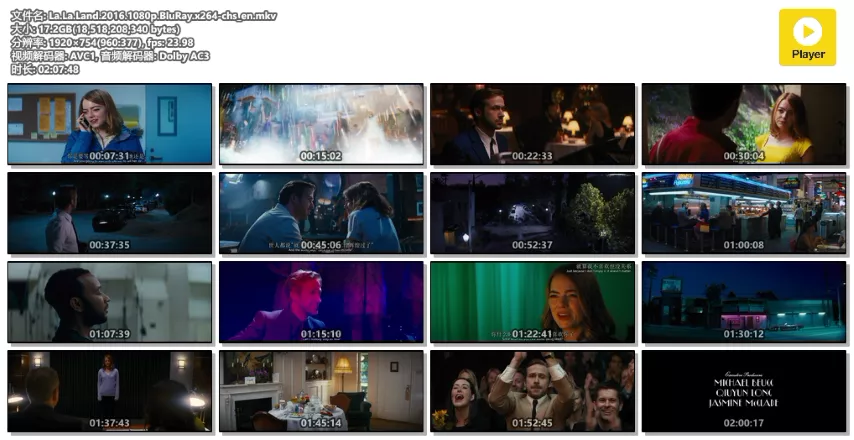 文件名: La.La.Land.2016.1080p.BluRay.x264-chs_en.mkv
大小: 17.2GB(18,518,208,340 bytes)
分辨率: 1920×754(960:377), fps: 23.98
视频解码器: AVC1, 音频解码器: Dolby AC3
时长: 02:07:48
Player
00:07:31
00:15:02
00:22:33
00:30:04
00:37:35
00:45:06
00:52:37
01:00:08
01:07:39
01:15:10
01:22:41
01:30:12
01:37:43
01:45:14
01:52:45
Executive Producers
MICHAEL BEUGG
QIUYUN LONG
JASMINE McGLADE
02:00:17